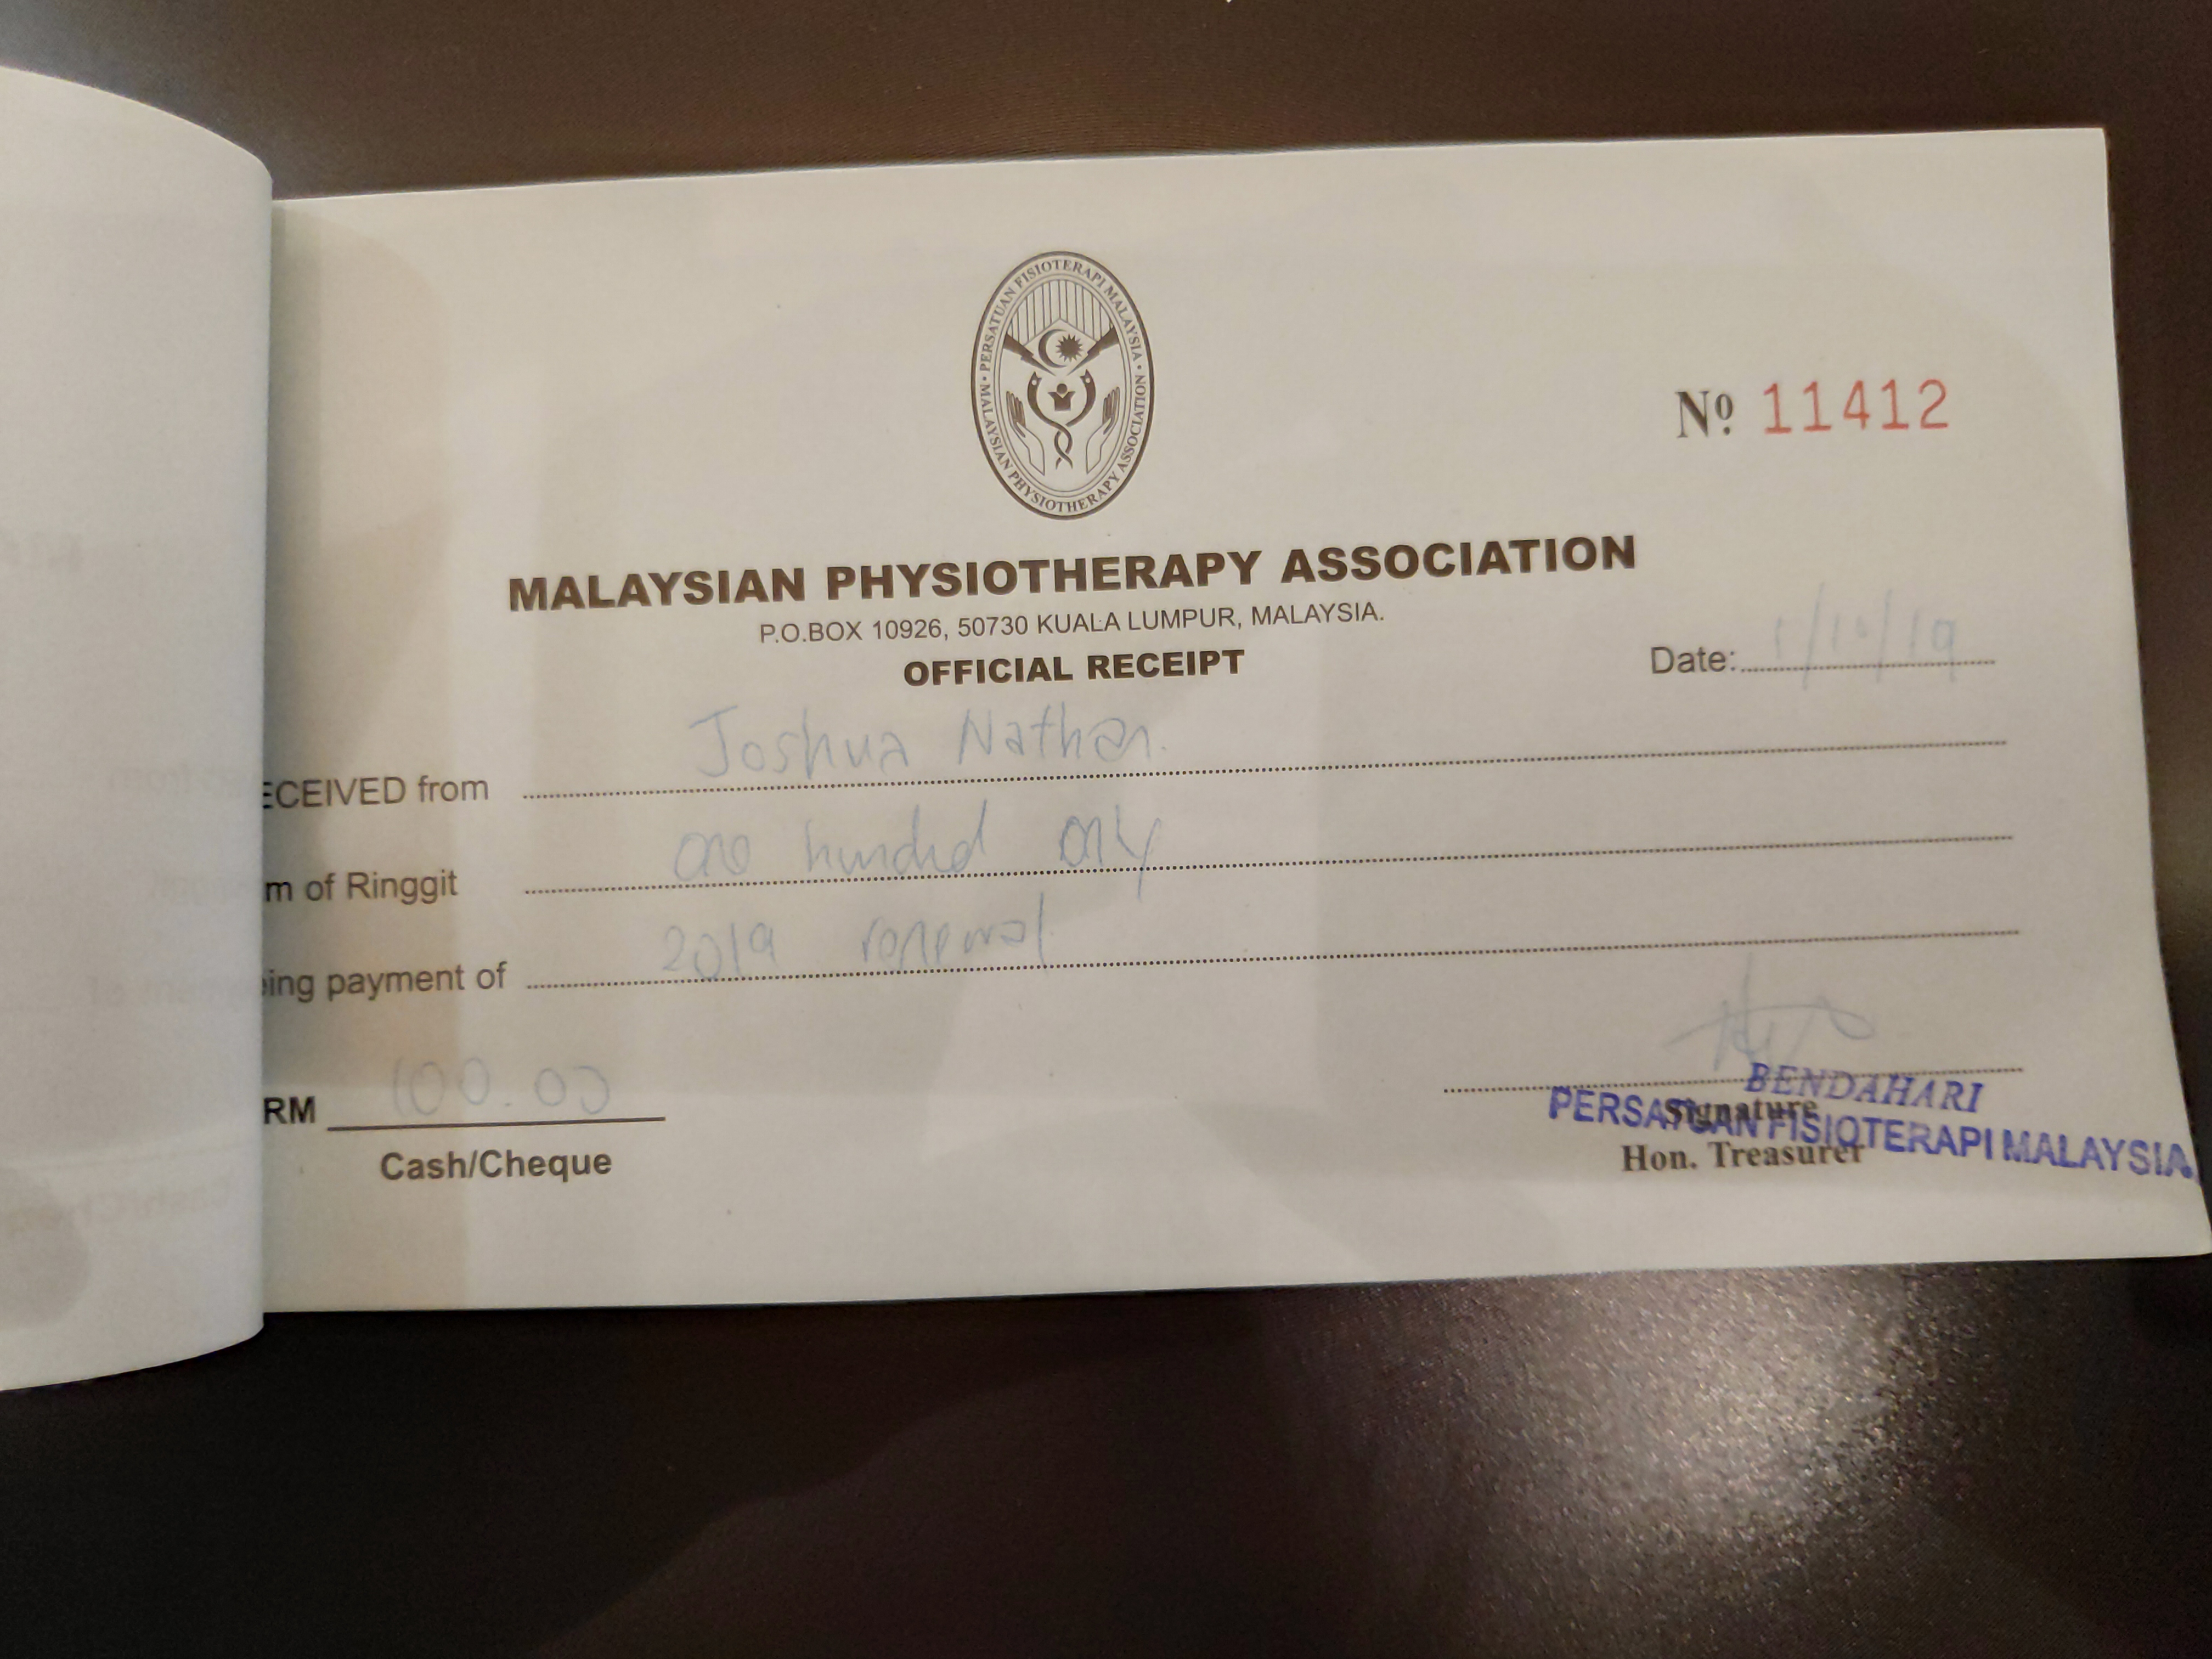 PERSATUAN FISIOTERAPI MALAYSIA • MALAYSIAN PHYSIOTHERAPY ASSOCIATION •
Nº 11412
MALAYSIAN PHYSIOTHERAPY ASSOCIATION
P.O.BOX 10926, 50730 KUALA LUMPUR, MALAYSIA.
OFFICIAL RECEIPT
Date: 1/10/19
ECEIVED from Joshua Nathan.
m of Ringgit one hundred only
ing payment of 2019 renewal
RM 100.00
Cash/Cheque
BENDAHARI
PERSATUAN FISIOTERAPI MALAYSIA
Signature
Hon. Treasurer